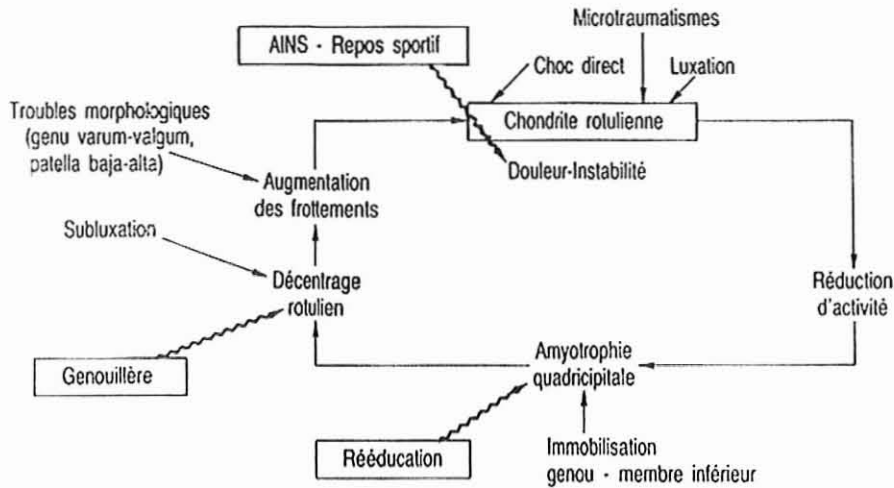 Microtraumatismes
AINS - Repos sportif
Choc direct
Luxation
Troubles morphologiques
(genu varum-valgum,
patella baja-alta)
Chondrite rotulienne
Douleur-Instabilité
Augmentation
des frottements
Subluxation
Décentrage
rotulien
Réduction
d'activité
Genouillère
Amyotrophie
quadricipitale
Rééducation
Immobilisation
genou - membre inférieur